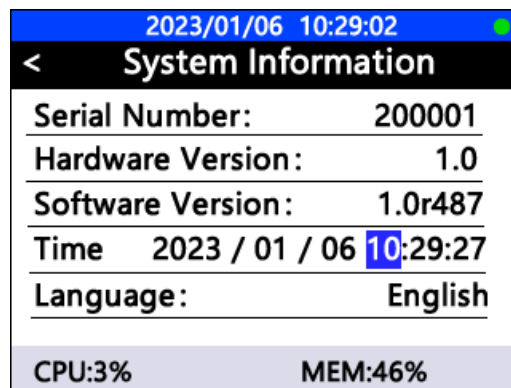 2023/01/06 10:29:02
< System Information
Serial Number: 200001
Hardware Version: 1.0
Software Version: 1.0r487
Time 2023 / 01 / 06 10:29:27
Language: English
CPU:3% MEM:46%